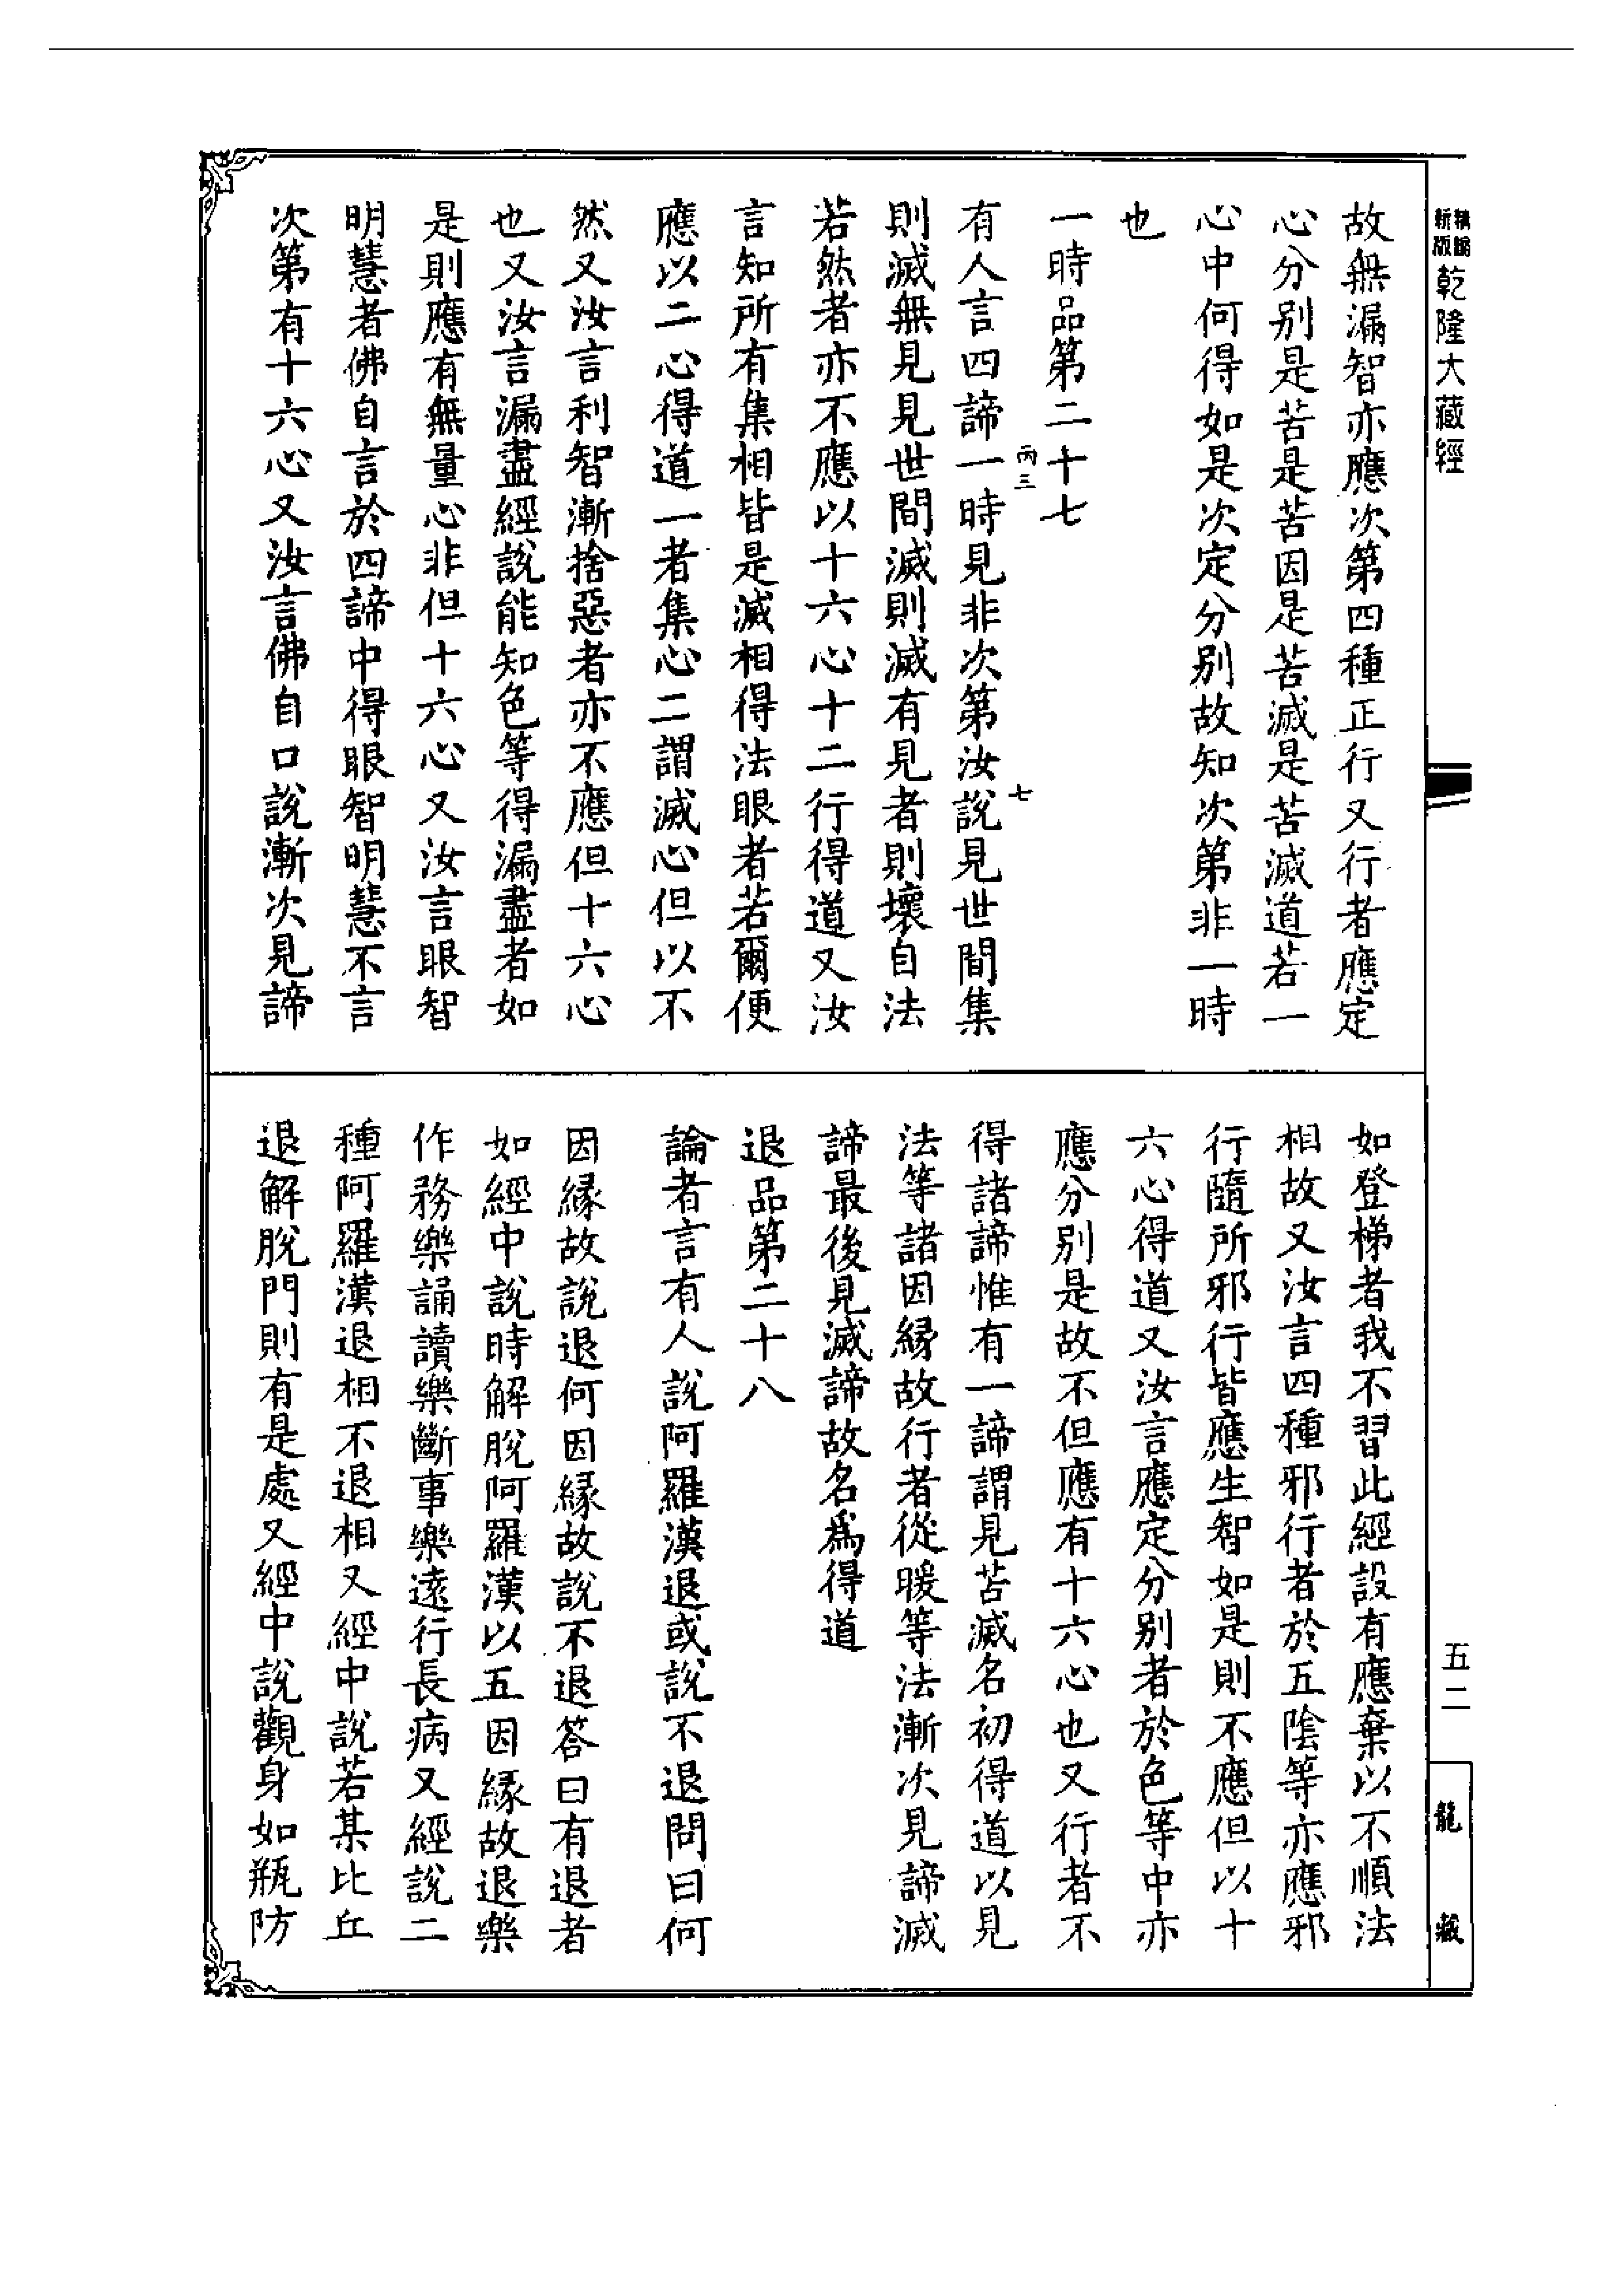 新版
精編
乾隆大藏經
五二
龍藏
故無漏智亦應次第四種正行又行者應定
心分別是苦是苦因是苦滅是苦滅道若一
心中何得如是次定分別故知次第非一時
也
一時品第二十七
丙三
七
有人言四諦一時見非次第汝說見世間集
則滅無見見世間滅則滅有見者則壞自法
若然者亦不應以十六心十二行得道又汝
言知所有集相皆是滅相得法眼者若爾便
應以二心得道一者集心二謂滅心但以不
然又汝言利智漸捨惡者亦不應但十六心
也又汝言漏盡經說能知色等得漏盡者如
是則應有無量心非但十六心又汝言眼智
明慧者佛自言於四諦中得眼智明慧不言
次第有十六心又汝言佛自口說漸次見諦
如登梯者我不習此經設有應棄以不順法
相故又汝言四種邪行者於五陰等亦應邪
行隨所邪行皆應生智如是則不應但以十
六心得道又汝言應定分別者於色等中亦
應分別是故不但應有十六心也又行者不
得諸諦惟有一諦謂見苦滅名初得道以見
法等諸因緣故行者從暖等法漸次見諦滅
諦最後見滅諦故名為得道
退品第二十八
論者言有人說阿羅漢退或說不退問曰何
因緣故說退何因緣故說不退答曰有退者
如經中說時解脫阿羅漢以五因緣故退樂
作務樂誦讀樂斷事樂遠行長病又經說二
種阿羅漢退相不退相又經中說若某比丘
退解脫門則有是處又經中說觀身如瓶防